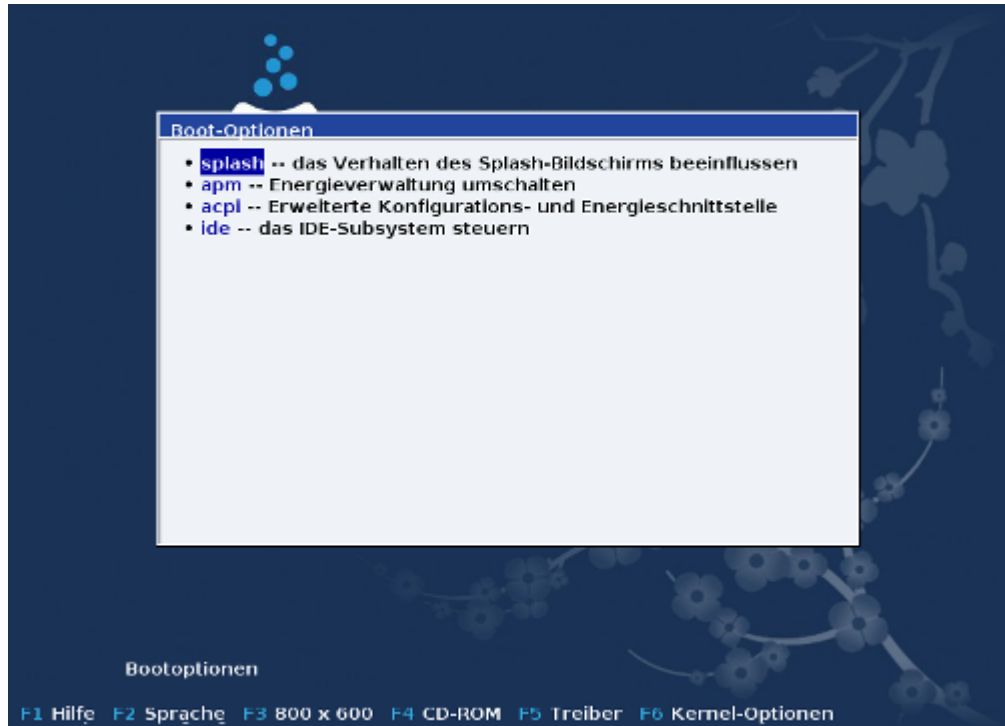 Boot-Optionen
• splash -- das Verhalten des Splash-Bildschirms beeinflussen
• apm -- Energieverwaltung umschalten
• acpi -- Erweiterte Konfigurations- und Energieschnittstelle
• ide -- das IDE-Subsystem steuern
Bootoptionen
F1 Hilfe F2 Sprache F3 800 x 600 F4 CD-ROM F5 Treiber F6 Kernel-Optionen